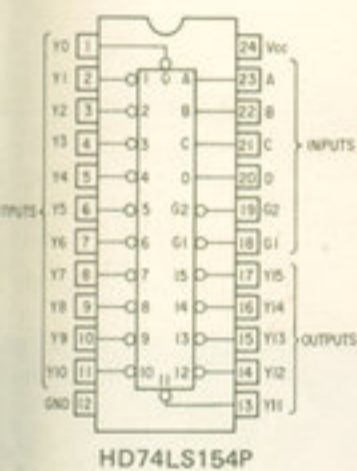 Y0 1 24 Vcc
Y1 2 1 0 A 23 A
Y2 3 2 B 22 B
Y3 4 3 C 21 C INPUTS
Y4 5 4 D 20 D
Y5 6 5 G2 19 G2
Y6 7 6 G1 18 G1
Y7 8 7 15 17 Y15
Y8 9 8 14 16 Y14
Y9 10 9 13 15 Y13 OUTPUTS
Y10 11 10 12 14 Y12
GND 12 11 13 Y11
HD74LS154P